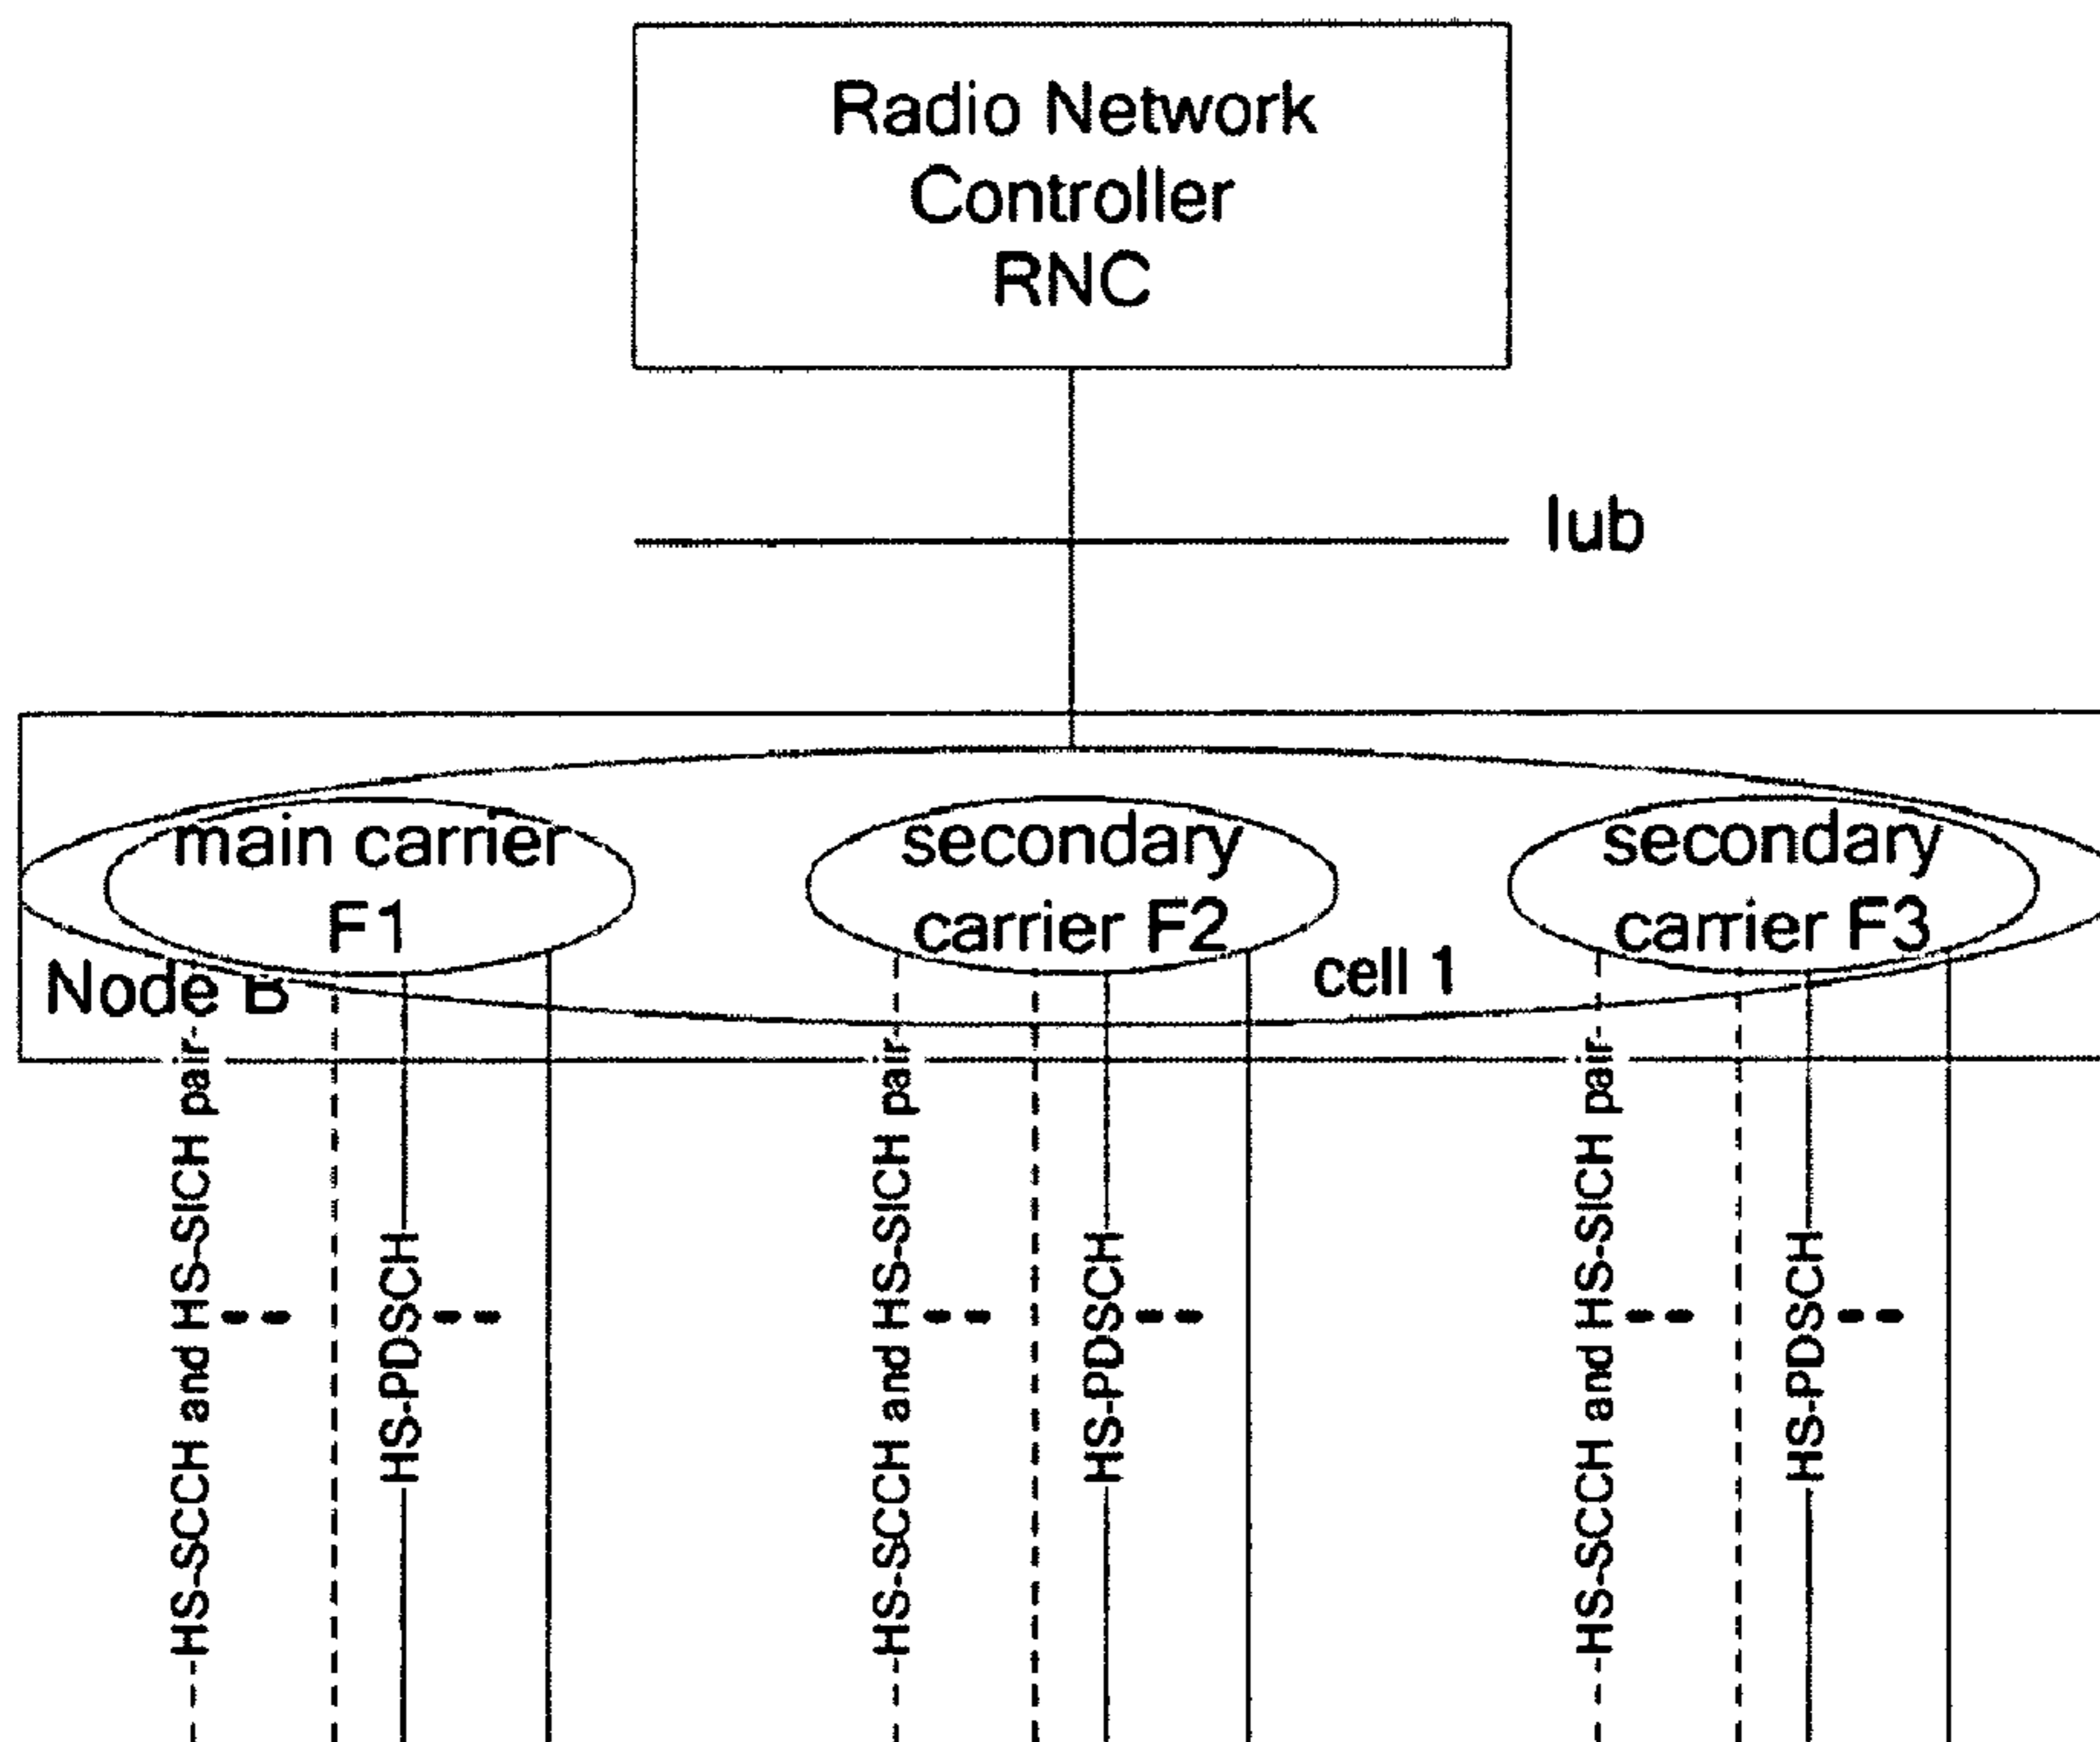 Radio Network
Controller
RNC
Iub
main carrier
F1
secondary
carrier F2
secondary
carrier F3
cell 1
Node B
HS-SCCH and HS-SICH pair
HS-PDSCH
HS-SCCH and HS-SICH pair
HS-PDSCH
HS-SCCH and HS-SICH pair
HS-PDSCH